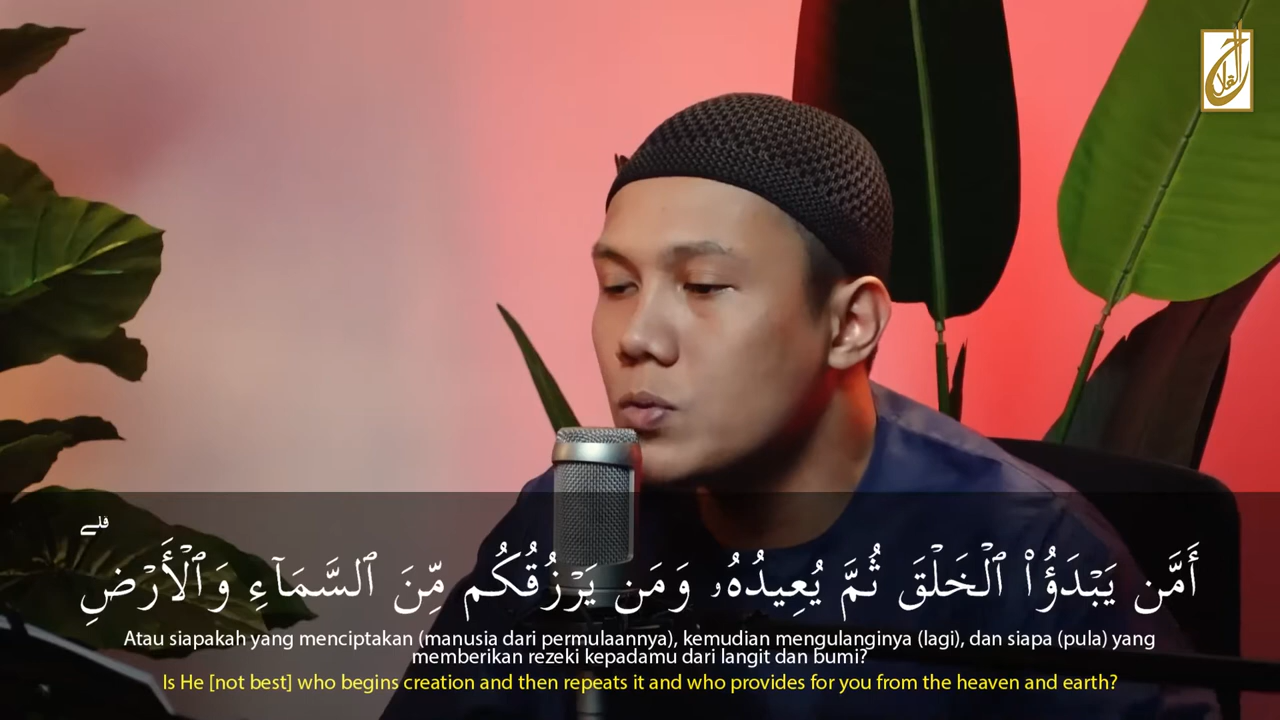 أَمَّن يَبْدَؤُا۟ ٱلْخَلْقَ ثُمَّ يُعِيدُهُۥ وَمَن يَرْزُقُكُم مِّنَ ٱلسَّمَآءِ وَٱلْأَرْضِ ۗ
Atau siapakah yang menciptakan (manusia dari permulaannya), kemudian mengulanginya (lagi), dan siapa (pula) yang
memberikan rezeki kepadamu dari langit dan bumi?
Is He [not best] who begins creation and then repeats it and who provides for you from the heaven and earth?